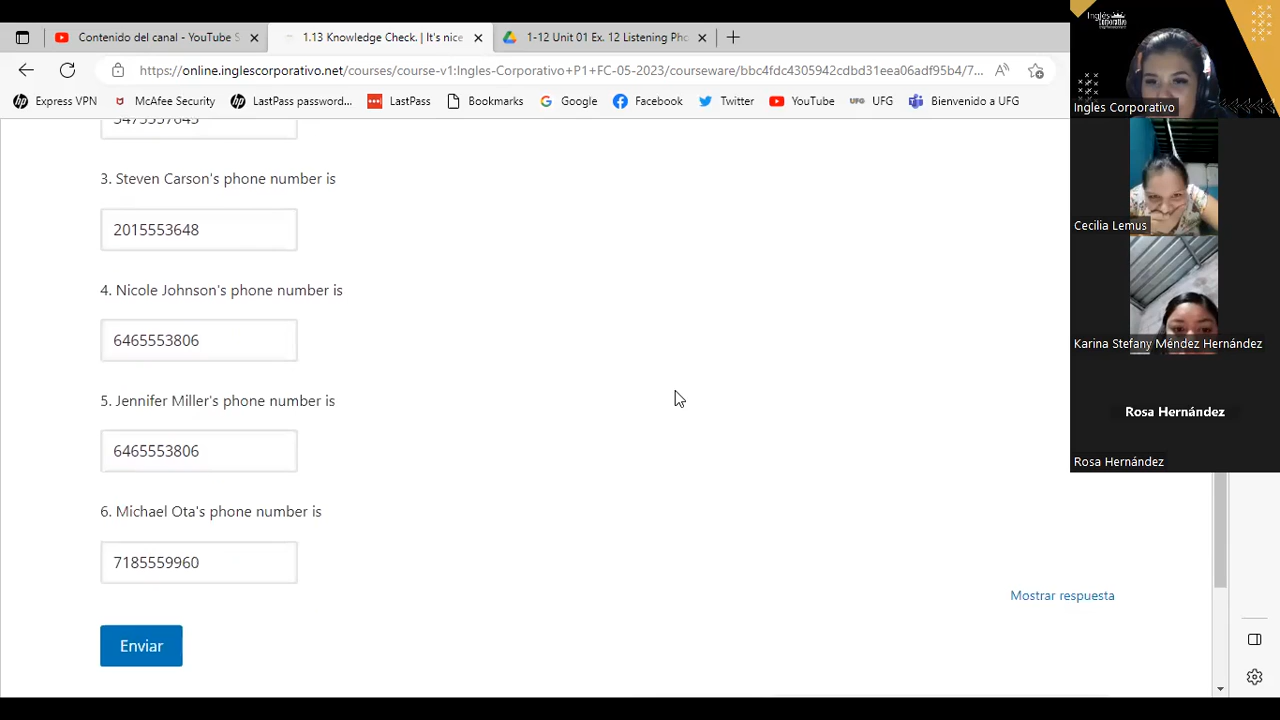 Contenido del canal - YouTube S
1.13 Knowledge Check. | It's nice
1-12 Unit 01 Ex. 12 Listening Pho
https://online.inglescorporativo.net/courses/course-v1:Ingles-Corporativo+P1+FC-05-2023/courseware/bbc4fdc4305942cdbd31eea06adf95b4/7...
Express VPN
McAfee Security
LastPass password...
LastPass
Bookmarks
Google
Facebook
Twitter
YouTube
UFG
Bienvenido a UFG
3. Steven Carson's phone number is
2015553648
4. Nicole Johnson's phone number is
6465553806
5. Jennifer Miller's phone number is
6465553806
6. Michael Ota's phone number is
7185559960
Mostrar respuesta
Enviar
Inglés
Corporativo
Ingles Corporativo
Cecilia Lemus
Karina Stefany Méndez Hernández
Rosa Hernández
Rosa Hernández